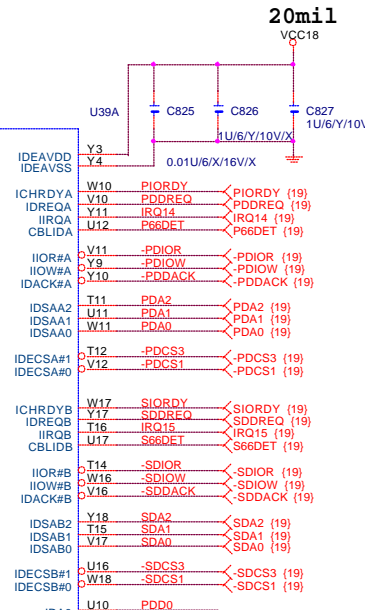 20mil
VCC18
U39A C825 C826 C827
1U/6/Y/10V
1U/6/Y/10V/X
0.01U/6/X/16V/X
IDEAVDD Y3
IDEAVSS Y4
ICHRDYA W10 PIORDY PIORDY {19}
IDREQA V10 PDDREQ PDDREQ {19}
IIRQA Y11 IRQ14 IRQ14 {19}
CBLIDA U12 P66DET P66DET {19}
IIOR#A V11 -PDIOR -PDIOR {19}
IIOW#A Y9 -PDIOW -PDIOW {19}
IDACK#A Y10 -PDDACK -PDDACK {19}
IDSAA2 T11 PDA2 PDA2 {19}
IDSAA1 U11 PDA1 PDA1 {19}
IDSAA0 W11 PDA0 PDA0 {19}
IDECSA#1 T12 -PDCS3 -PDCS3 {19}
IDECSA#0 V12 -PDCS1 -PDCS1 {19}
ICHRDYB W17 SIORDY SIORDY {19}
IDREQB Y17 SDDREQ SDDREQ {19}
IIRQB T16 IRQ15 IRQ15 {19}
CBLIDB U17 S66DET S66DET {19}
IIOR#B T14 -SDIOR -SDIOR {19}
IIOW#B W16 -SDIOW -SDIOW {19}
IDACK#B V16 -SDDACK -SDDACK {19}
IDSAB2 Y18 SDA2 SDA2 {19}
IDSAB1 T15 SDA1 SDA1 {19}
IDSAB0 V17 SDA0 SDA0 {19}
IDECSB#1 U16 -SDCS3 -SDCS3 {19}
IDECSB#0 W18 -SDCS1 -SDCS1 {19}
U10 PDD0